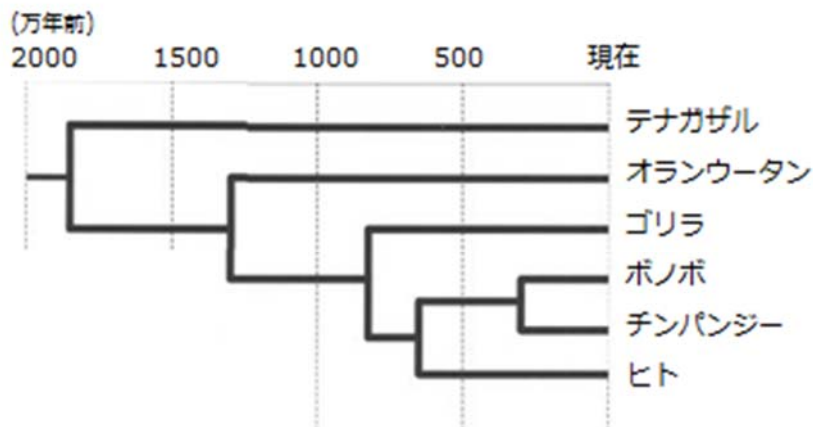 (万年前)
2000 1500 1000 500 現在
テナガザル
オランウータン
ゴリラ
ボノボ
チンパンジー
ヒト